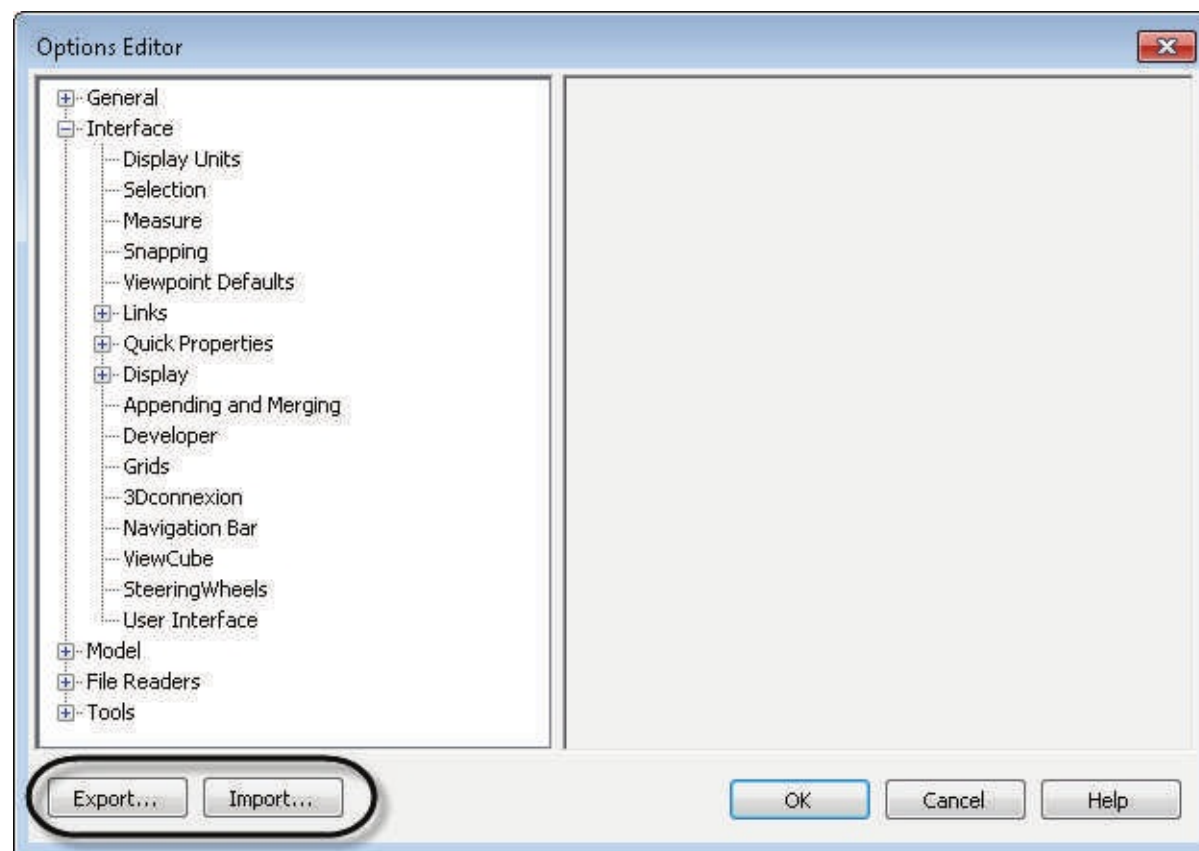 Options Editor
General
Interface
Display Units
Selection
Measure
Snapping
Viewpoint Defaults
Links
Quick Properties
Display
Appending and Merging
Developer
Grids
3Dconnexion
Navigation Bar
ViewCube
SteeringWheels
User Interface
Model
File Readers
Tools
Export... Import... OK Cancel Help